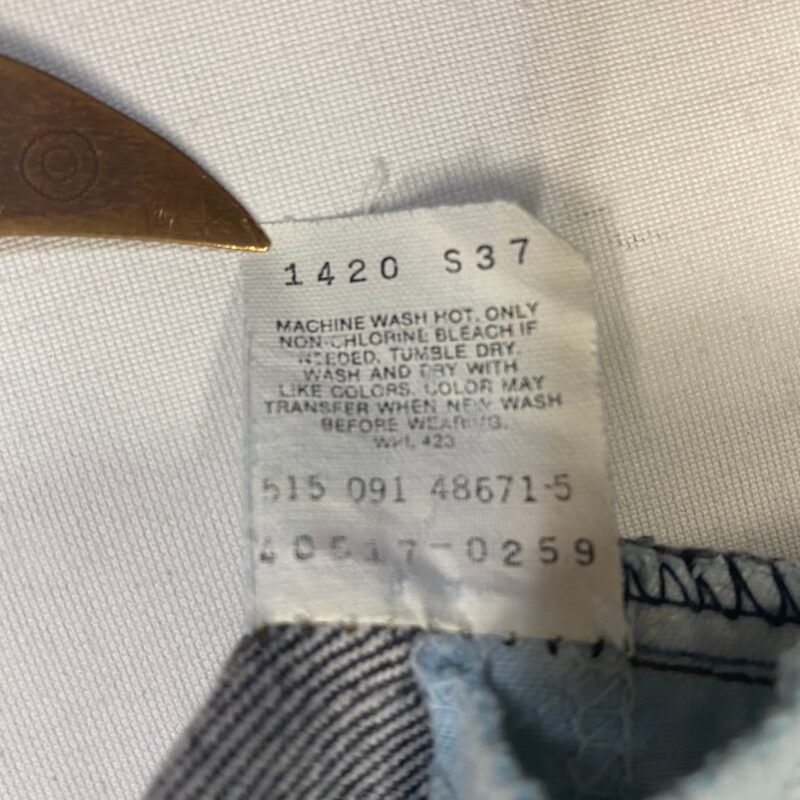 1420 S37
MACHINE WASH HOT. ONLY
NON-CHLORINE BLEACH IF
NEEDED. TUMBLE DRY.
WASH AND DRY WITH
LIKE COLORS. COLOR MAY
TRANSFER WHEN NEW WASH
BEFORE WEARING.
WPL 423
515 091 48671-5
40517-0259